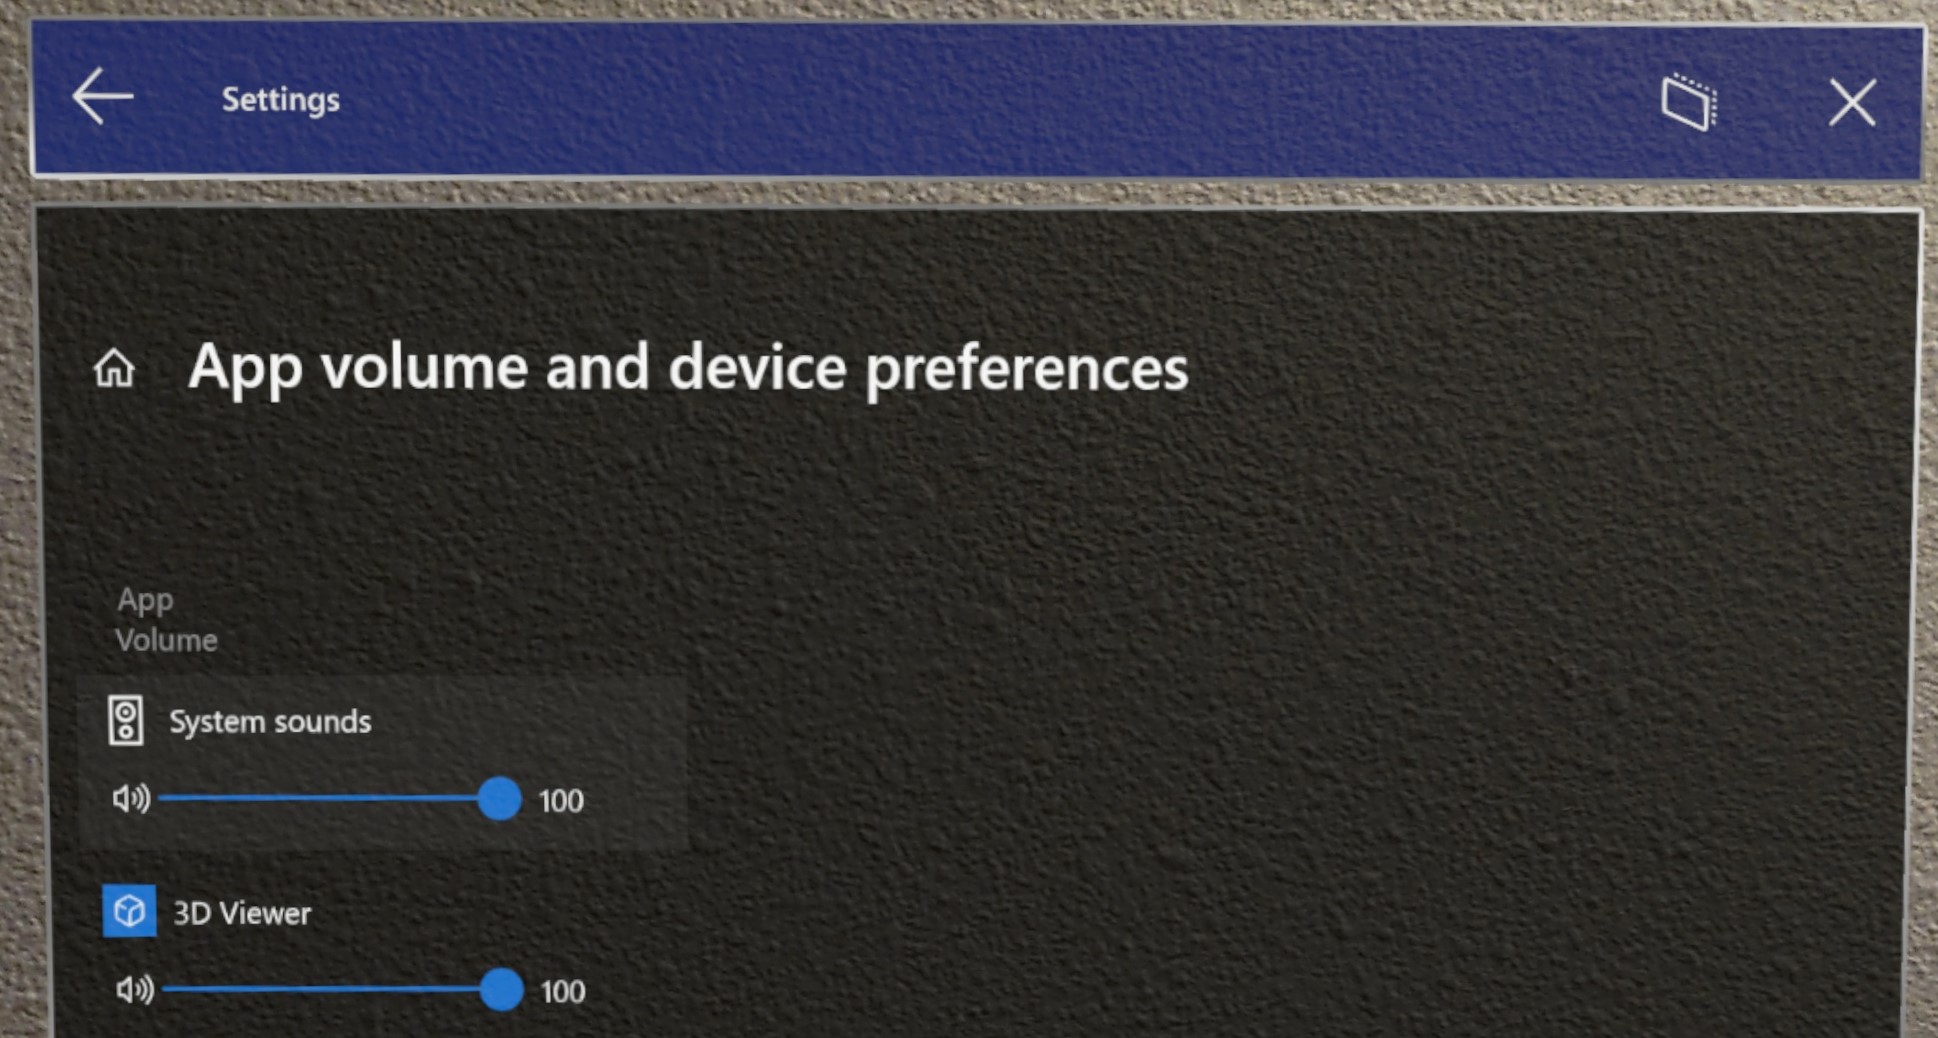 Settings
App volume and device preferences
App
Volume
System sounds
100
3D Viewer
100